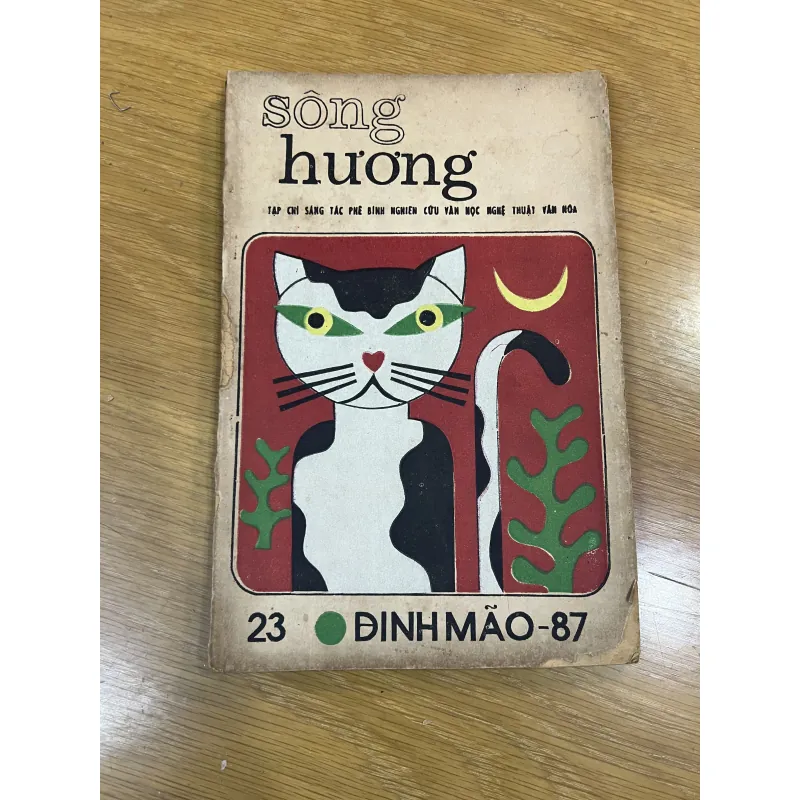 sông
hương
TẠP CHÍ SÁNG TÁC PHÊ BÌNH NGHIÊN CỨU VĂN HỌC NGHỆ THUẬT VĂN HÓA
23 ĐINH MÃO-87